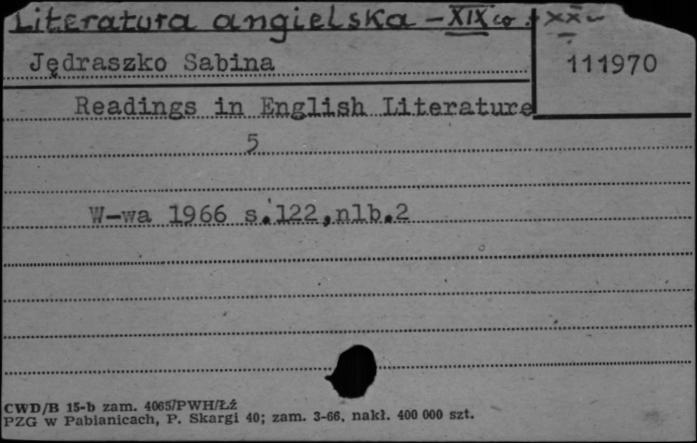 Literatura angielska - XIX w. i XX w.
Jędraszko Sabina
111970
Readings in English Literature
5
W-wa 1966 s.122,nlb.2
CWD/B 15-b zam. 4065/PWH/Łź
PZG w Pabianicach, P. Skargi 40; zam. 3-66, nakł. 400 000 szt.